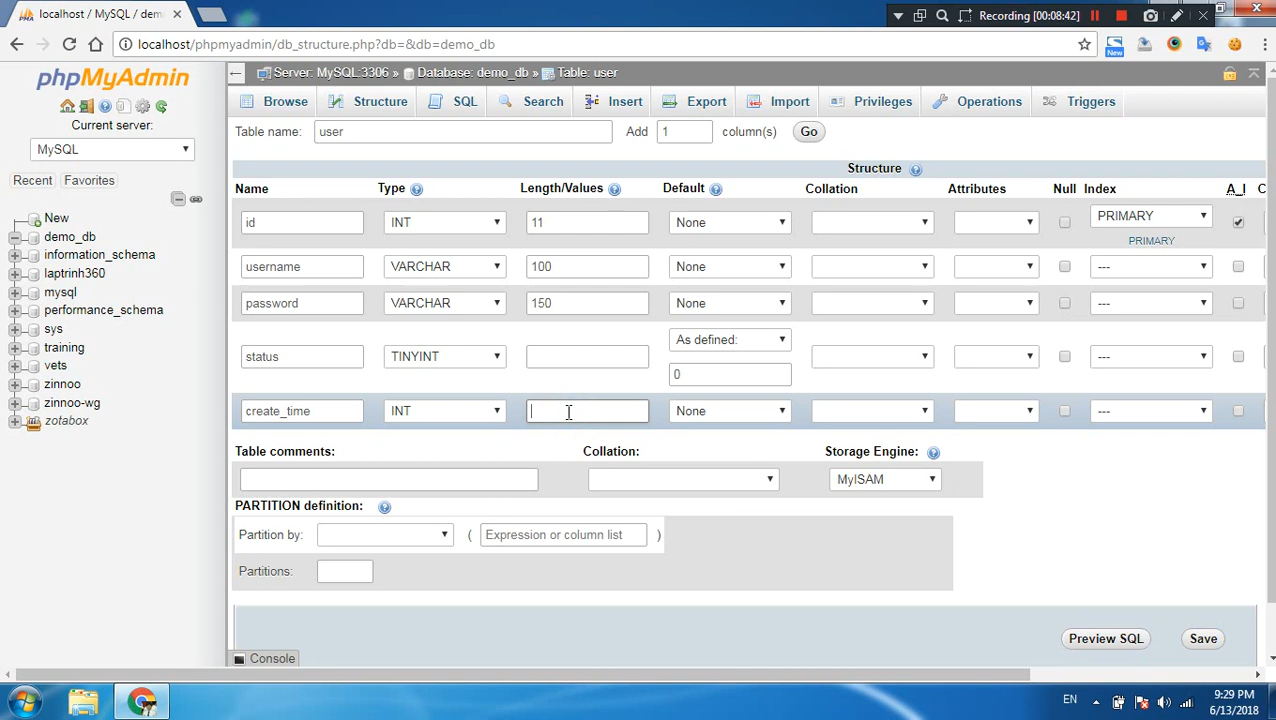 localhost / MySQL / dem
Recording [00:08:42]
localhost/phpmyadmin/db_structure.php?db=&db=demo_db
New
phpMyAdmin
Current server:
MySQL
Recent
Favorites
New
demo_db
information_schema
laptrinh360
mysql
performance_schema
sys
training
vets
zinnoo
zinnoo-wg
zotabox
Server: MySQL:3306 » Database: demo_db » Table: user
Browse Structure SQL Search Insert Export Import Privileges Operations Triggers
Table name: user Add 1 column(s) Go
Structure
Name Type Length/Values Default Collation Attributes Null Index A_I C
id INT 11 None PRIMARY
PRIMARY
username VARCHAR 100 None ---
password VARCHAR 150 None ---
As defined:
status TINYINT ---
0
create_time INT None ---
Table comments: Collation: Storage Engine:
MyISAM
PARTITION definition:
Partition by: ( Expression or column list )
Partitions:
Preview SQL Save
Console
EN
9:29 PM
6/13/2018